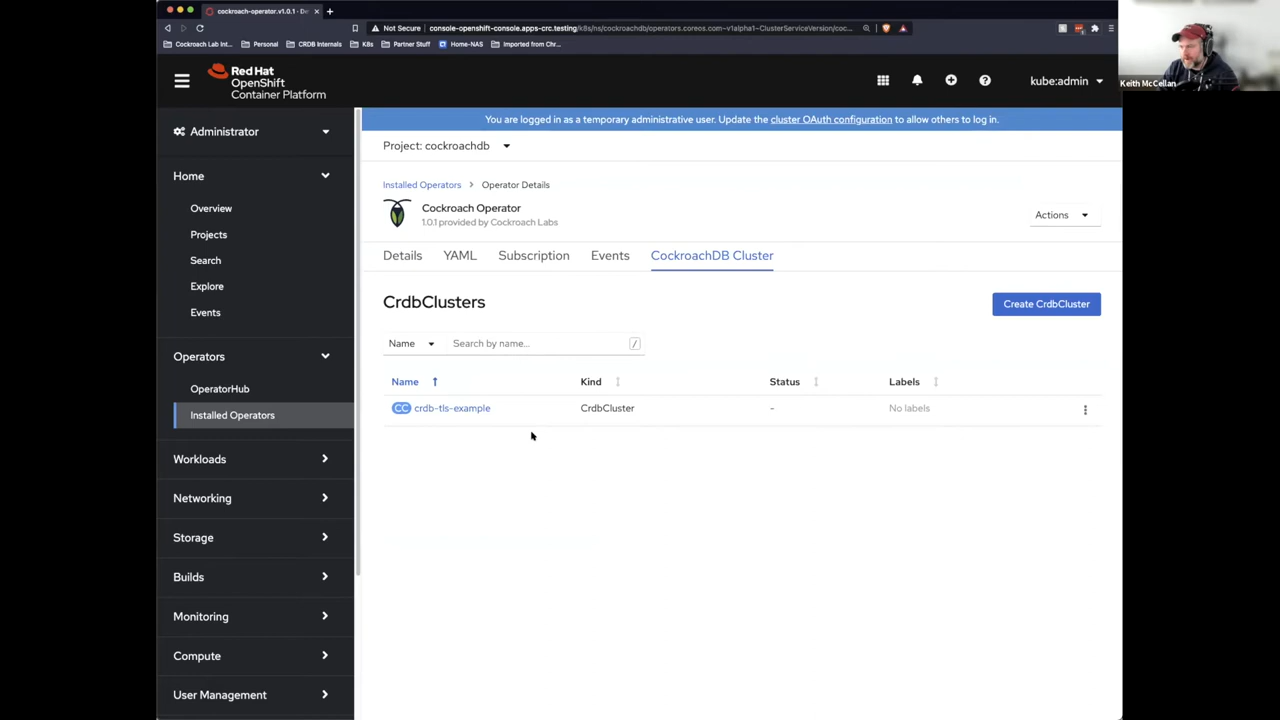 cockroach-operator.v1.0.1 · D
Not Secure
console-openshift-console.apps-crc.testing/k8s/ns/cockroachdb/operators.coreos.com~v1alpha1~ClusterServiceVersion/coc...
Cockroach Lab Int...
Personal
CRDB Internals
K8s
Partner Stuff
Home-NAS
Imported from Chr...
Keith McClellan
Red Hat
OpenShift
Container Platform
kube:admin
You are logged in as a temporary administrative user. Update the cluster OAuth configuration to allow others to log in.
Administrator
Home
Overview
Projects
Search
Explore
Events
Operators
OperatorHub
Installed Operators
Workloads
Networking
Storage
Builds
Monitoring
Compute
User Management
Project: cockroachdb
Installed Operators > Operator Details
Cockroach Operator
1.0.1 provided by Cockroach Labs
Actions
Details YAML Subscription Events CockroachDB Cluster
CrdbClusters
Create CrdbCluster
Name
Search by name...
/
Name Kind Status Labels
CC crdb-tls-example CrdbCluster - No labels